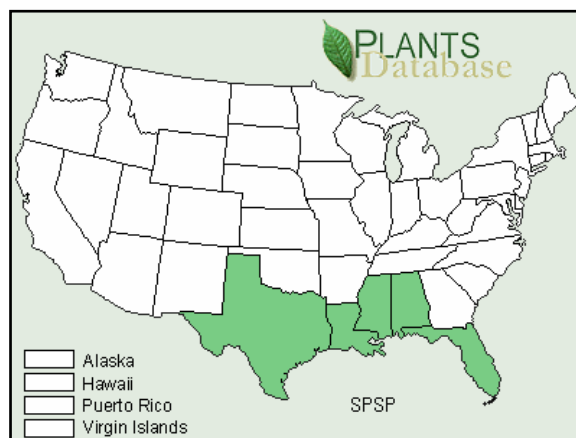 PLANTS
Database
Alaska
Hawaii
Puerto Rico
Virgin Islands
SPSP